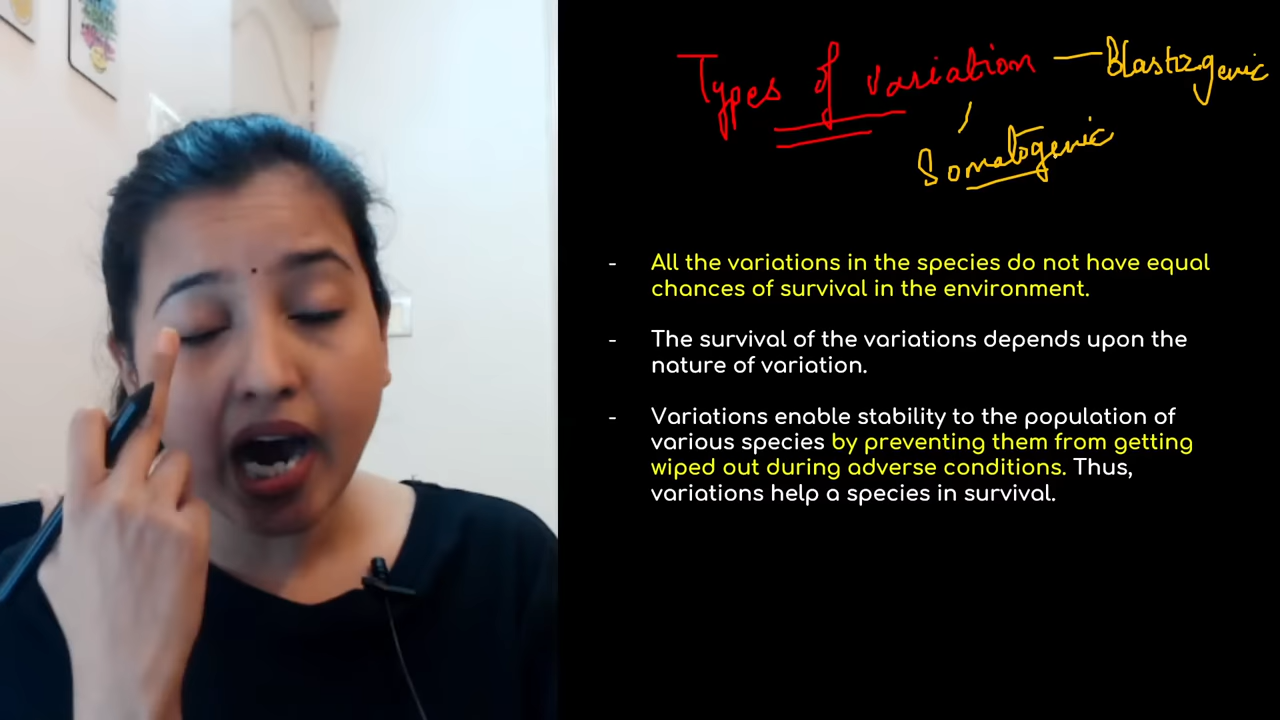 Types of variation — Blastogenic
Somatogenic
- All the variations in the species do not have equal
chances of survival in the environment.
- The survival of the variations depends upon the
nature of variation.
- Variations enable stability to the population of
various species by preventing them from getting
wiped out during adverse conditions. Thus,
variations help a species in survival.